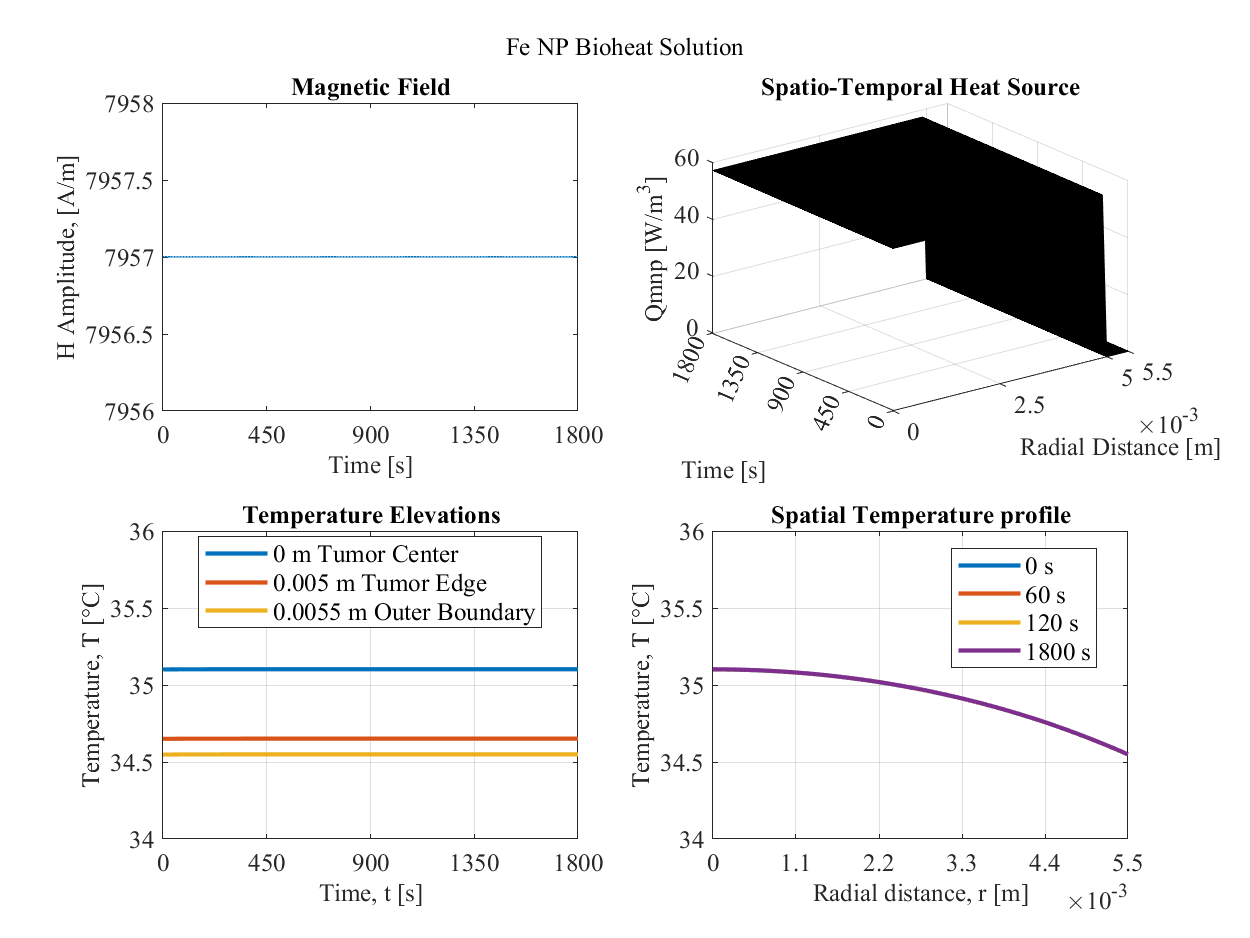 Fe NP Bioheat Solution
Magnetic Field
7958
7957.5
7957
7956.5
7956
H Amplitude, [A/m]
0 450 900 1350 1800
Time [s]
Spatio-Temporal Heat Source
60
40
20
0
Qmnp [W/m³]
1800 1350 900 450 0
Time [s]
0 2.5 5 5.5
×10⁻³
Radial Distance [m]
Temperature Elevations
36
35.5
35
34.5
34
Temperature, T [°C]
0 m Tumor Center
0.005 m Tumor Edge
0.0055 m Outer Boundary
0 450 900 1350 1800
Time, t [s]
Spatial Temperature profile
36
35.5
35
34.5
34
Temperature, T [°C]
0 s
60 s
120 s
1800 s
0 1.1 2.2 3.3 4.4 5.5
Radial distance, r [m]
×10⁻³